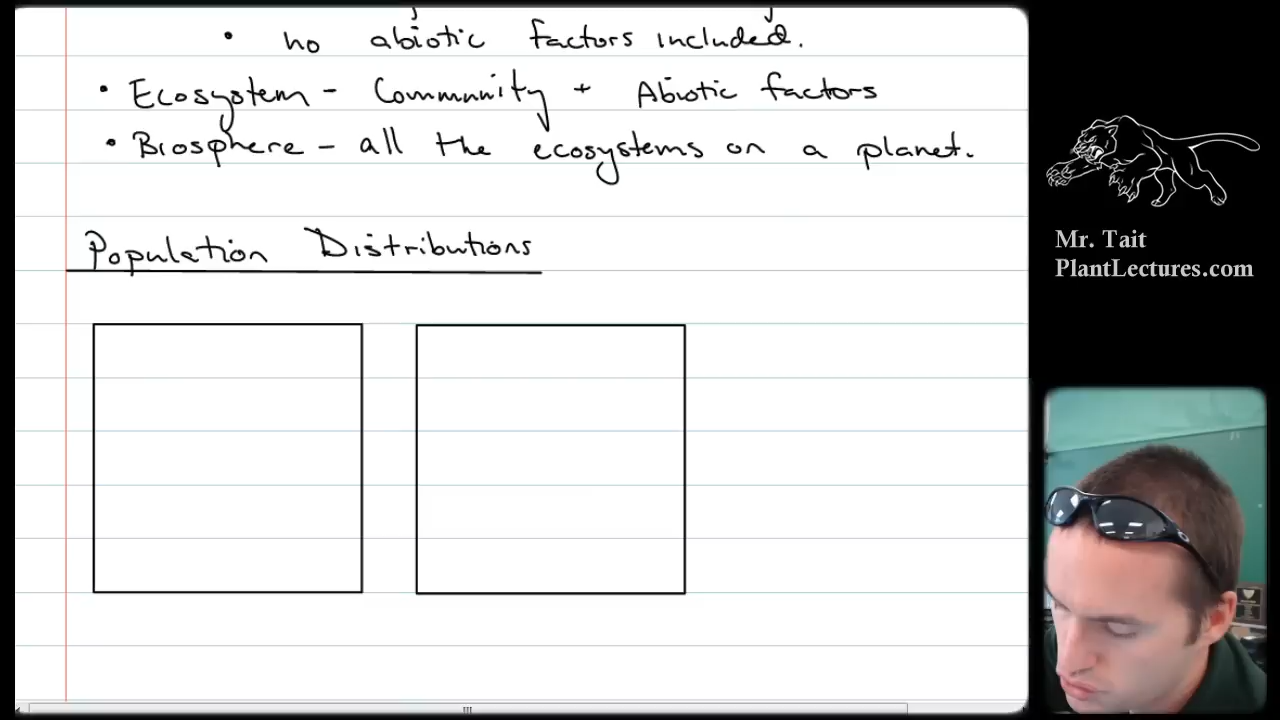 • no abiotic factors included.
• Ecosystem - Community + Abiotic factors
• Biosphere - all the ecosystems on a planet.
Population Distributions
Mr. Tait
PlantLectures.com